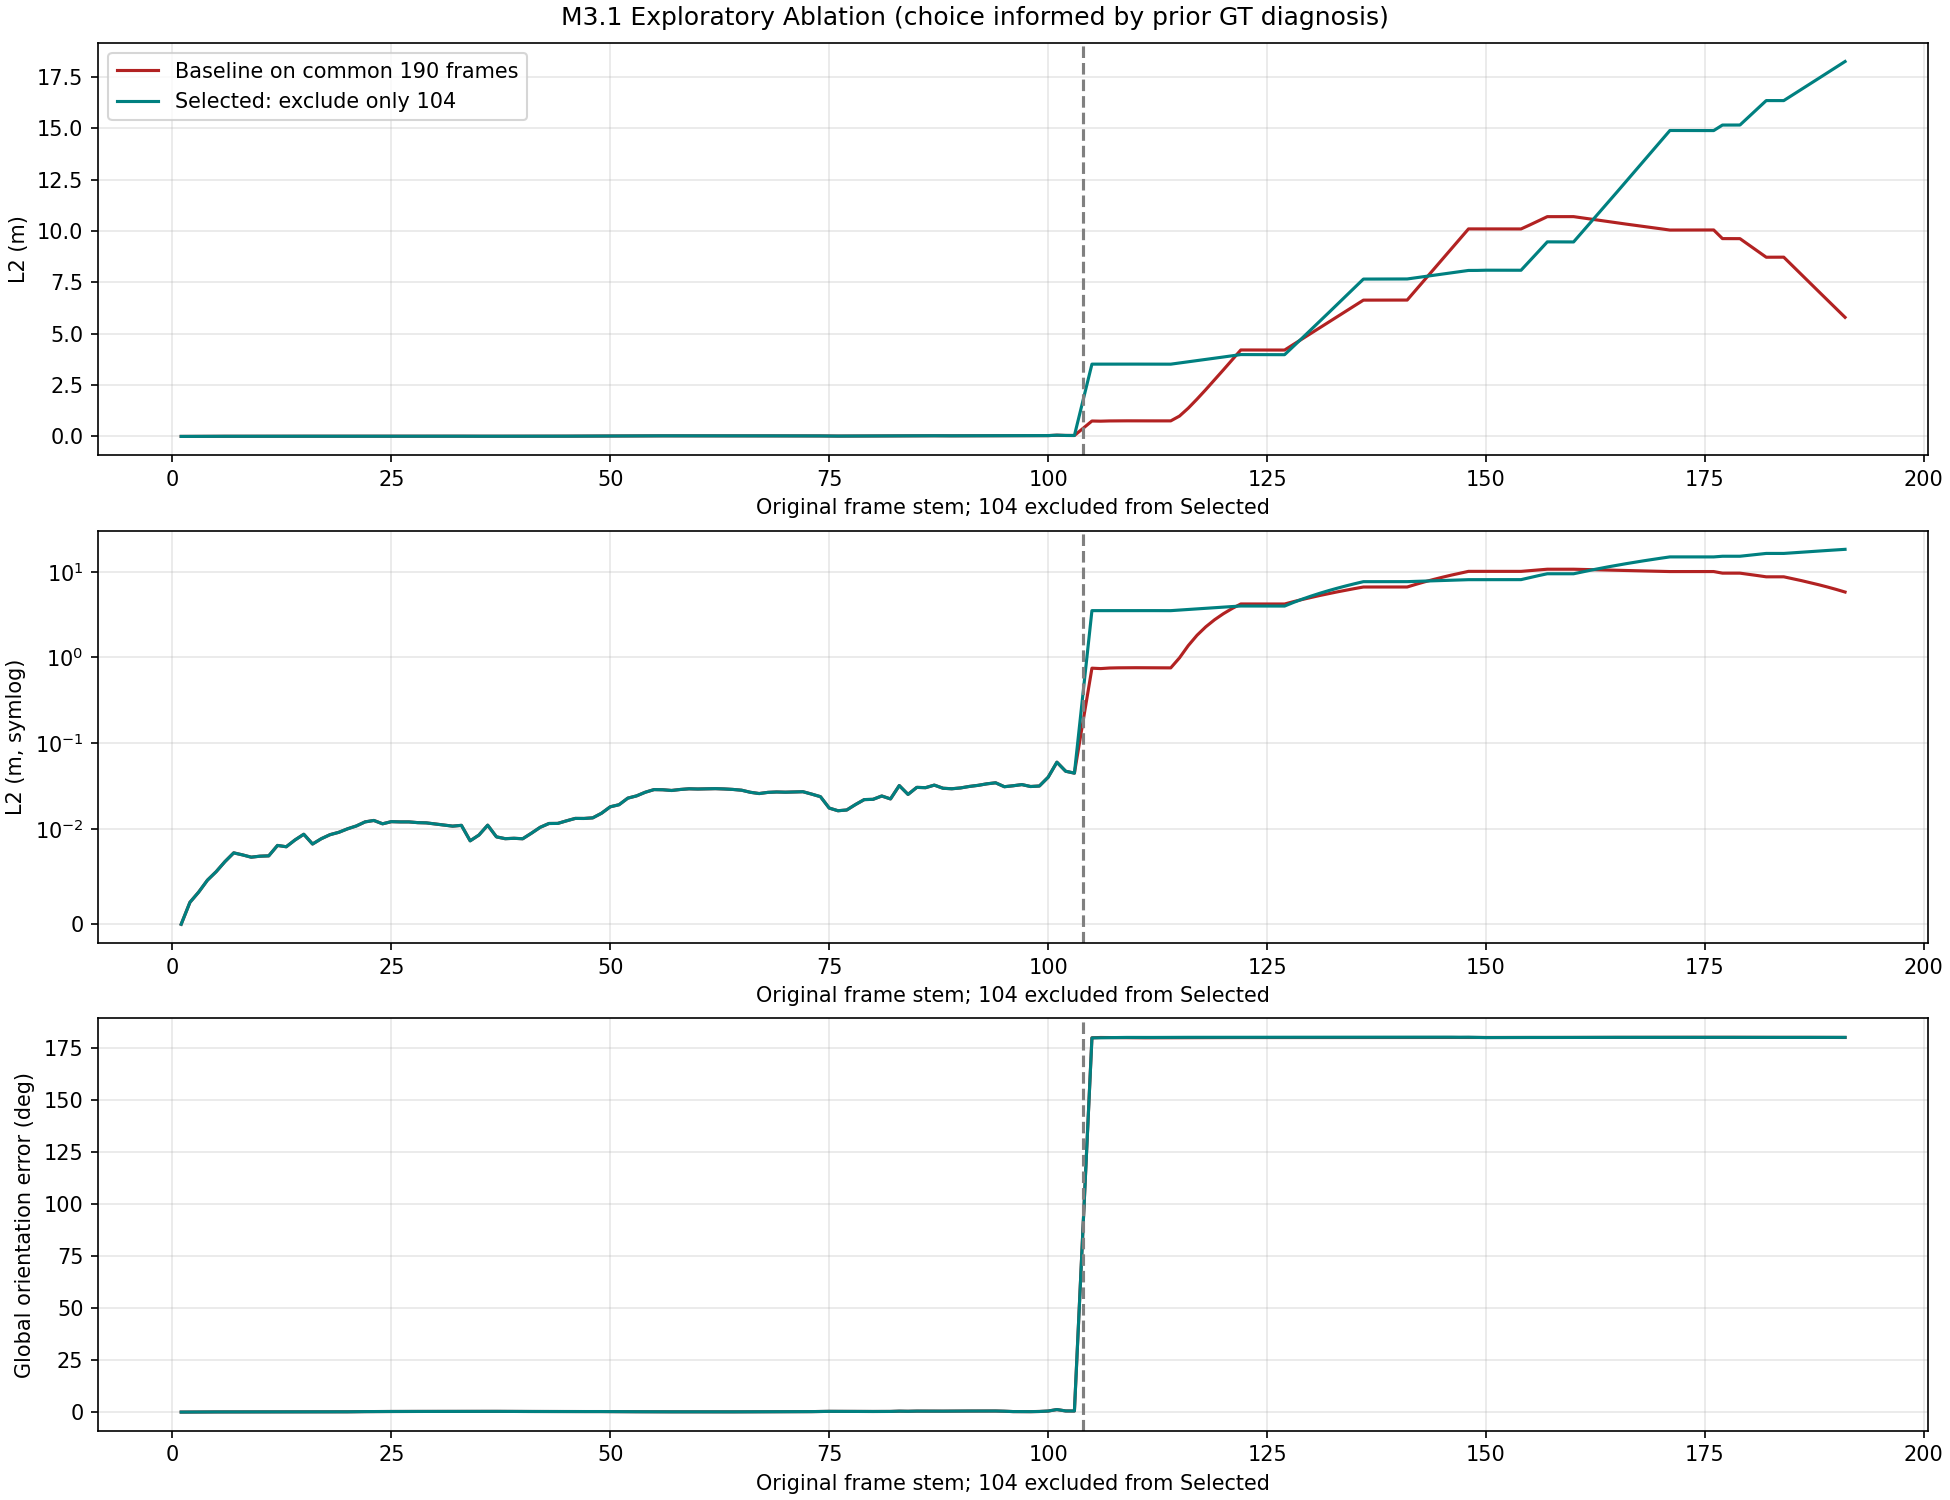 M3.1 Exploratory Ablation (choice informed by prior GT diagnosis)
Baseline on common 190 frames
Selected: exclude only 104
L2 (m)
17.5
15.0
12.5
10.0
7.5
5.0
2.5
0.0
0 25 50 75 100 125 150 175 200
Original frame stem; 104 excluded from Selected
L2 (m, symlog)
10¹
10⁰
10⁻¹
10⁻²
0
0 25 50 75 100 125 150 175 200
Original frame stem; 104 excluded from Selected
Global orientation error (deg)
175
150
125
100
75
50
25
0
0 25 50 75 100 125 150 175 200
Original frame stem; 104 excluded from Selected